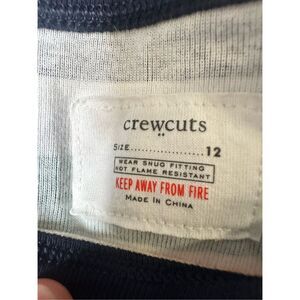 crewcuts
SIZE.................... 12
WEAR SNUG FITTING
NOT FLAME RESISTANT
KEEP AWAY FROM FIRE
MADE IN CHINA